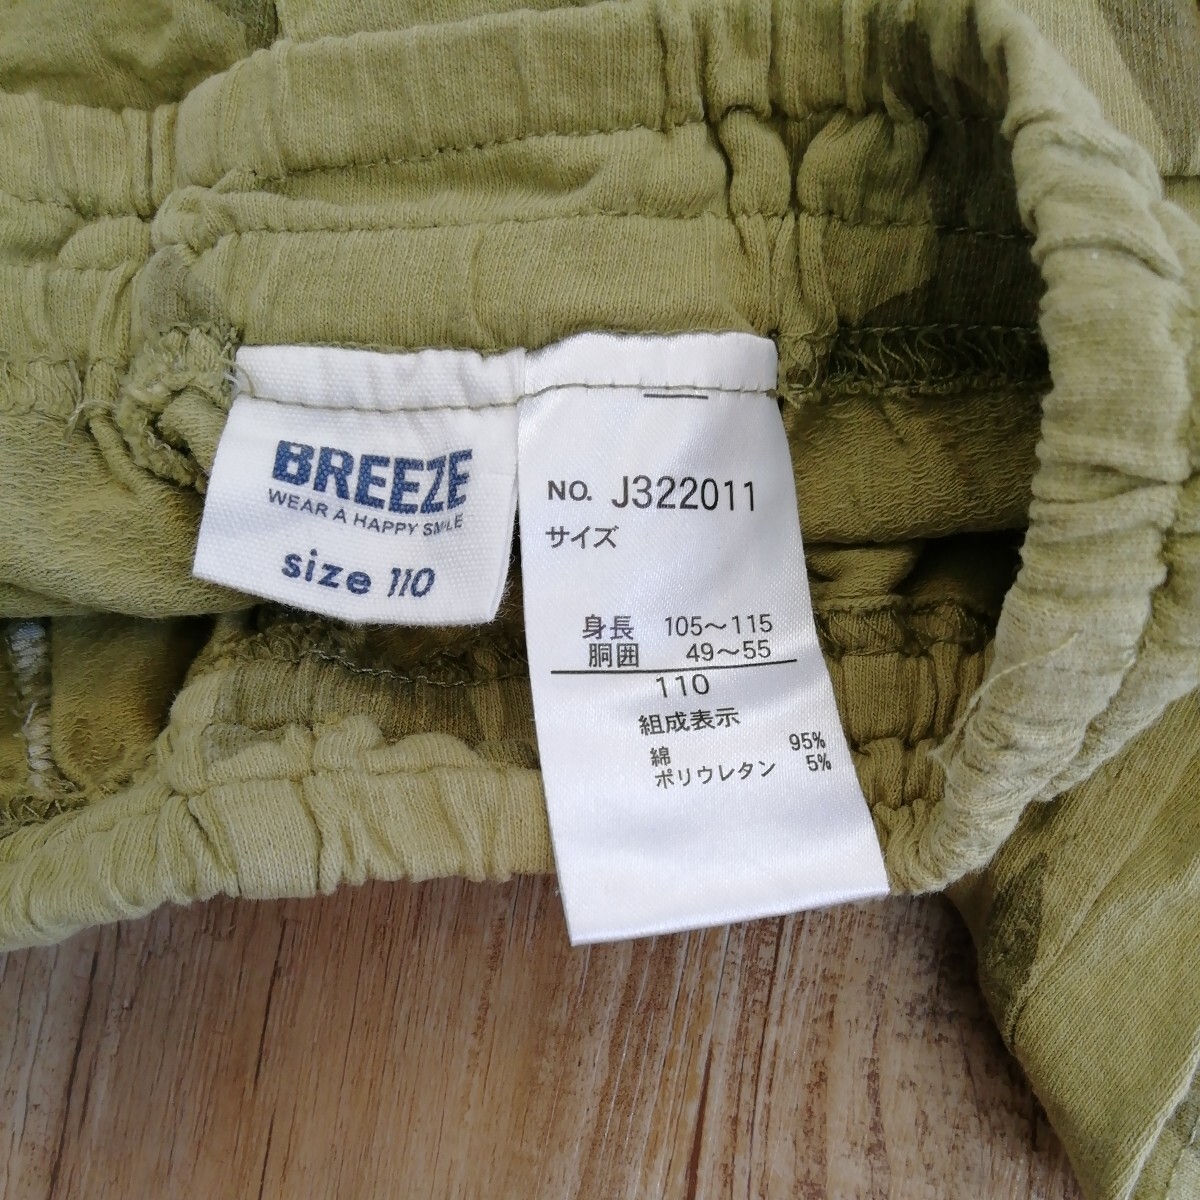 BREEZE
WEAR A HAPPY SMILE
size 110
NO. J322011
サイズ
身長 105～115
胴囲 49～55
110
組成表示
綿 95%
ポリウレタン 5%